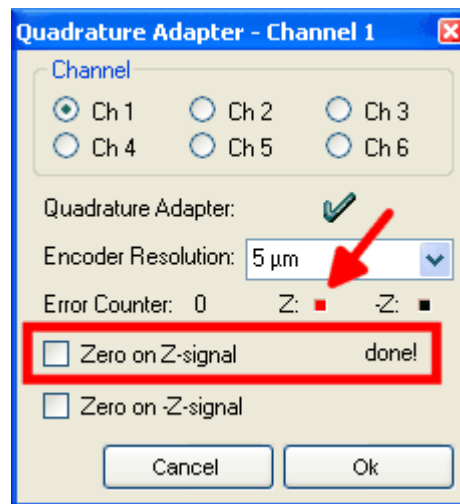 Quadrature Adapter - Channel 1
Channel
Ch 1 Ch 2 Ch 3
Ch 4 Ch 5 Ch 6
Quadrature Adapter:
Encoder Resolution: 5 µm
Error Counter: 0 Z: -Z:
Zero on Z-signal done!
Zero on -Z-signal
Cancel Ok